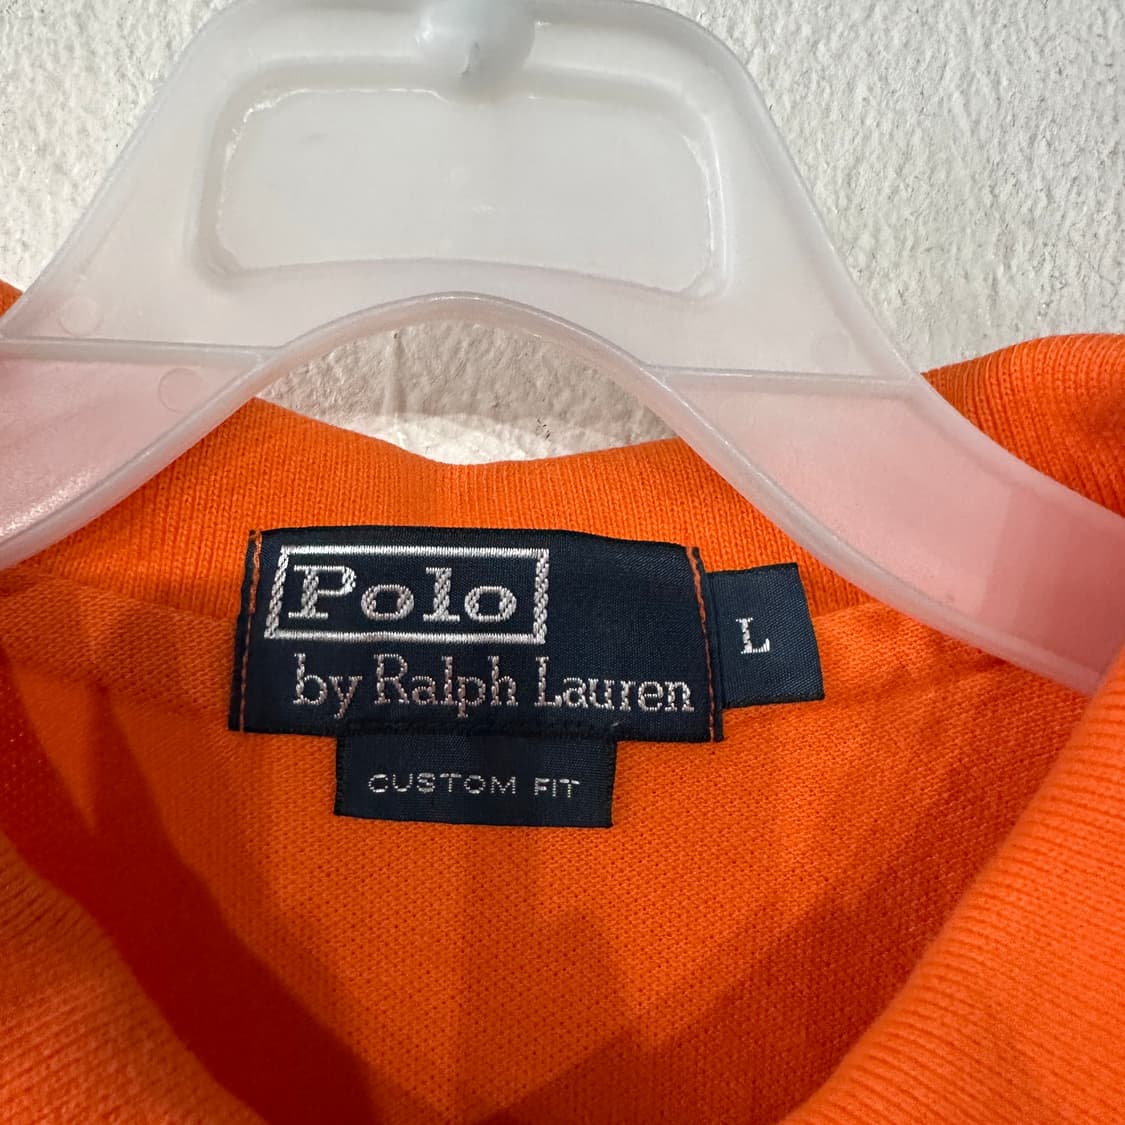 Polo
by Ralph Lauren
L
CUSTOM FIT